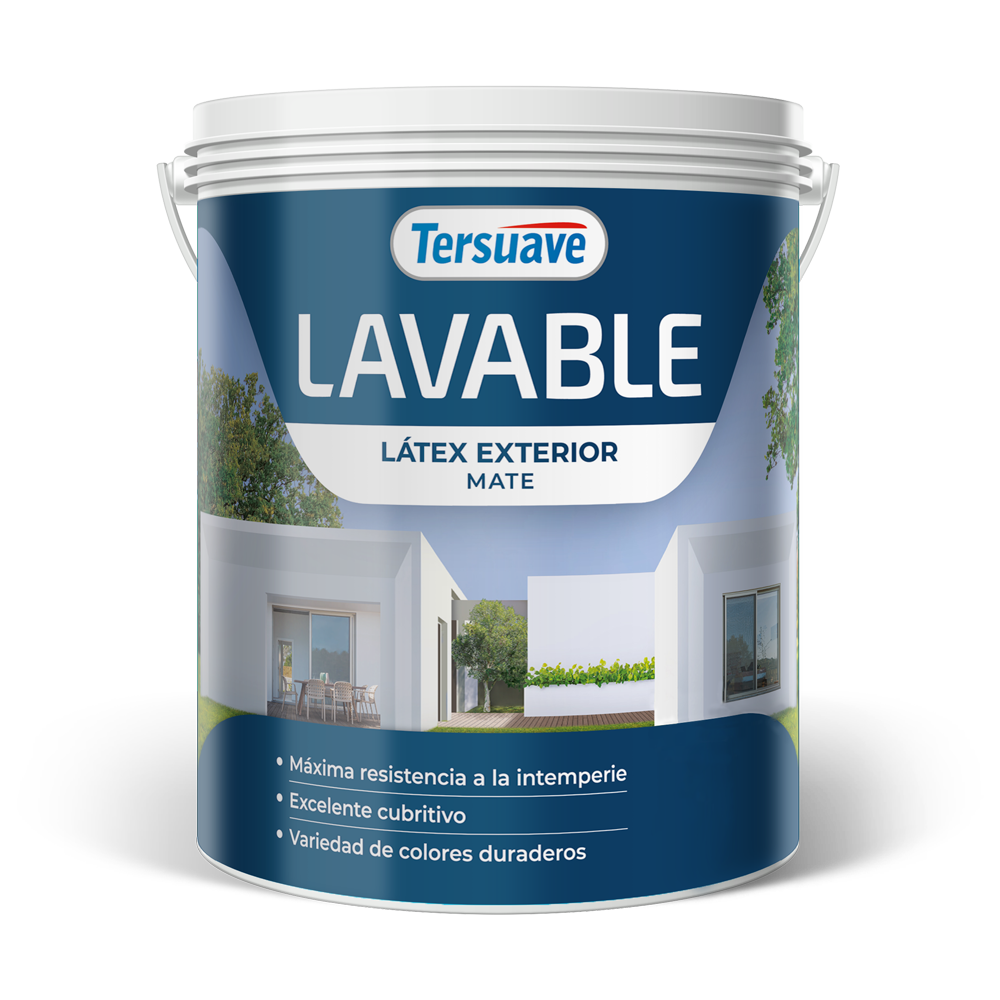 Tersuave
LAVABLE
LÁTEX EXTERIOR
MATE
• Máxima resistencia a la intemperie
• Excelente cubritivo
• Variedad de colores duraderos